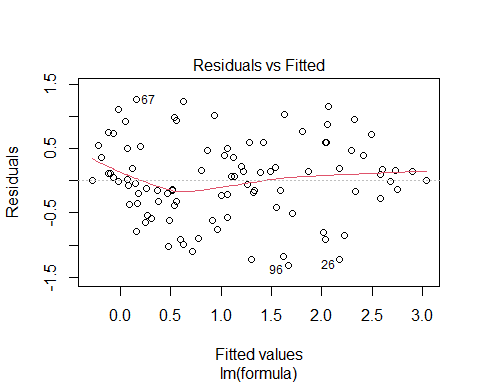 Residuals vs Fitted
1.5
0.5
-0.5
-1.5
Residuals
67
96
26
0.0 0.5 1.0 1.5 2.0 2.5 3.0
Fitted values
lm(formula)